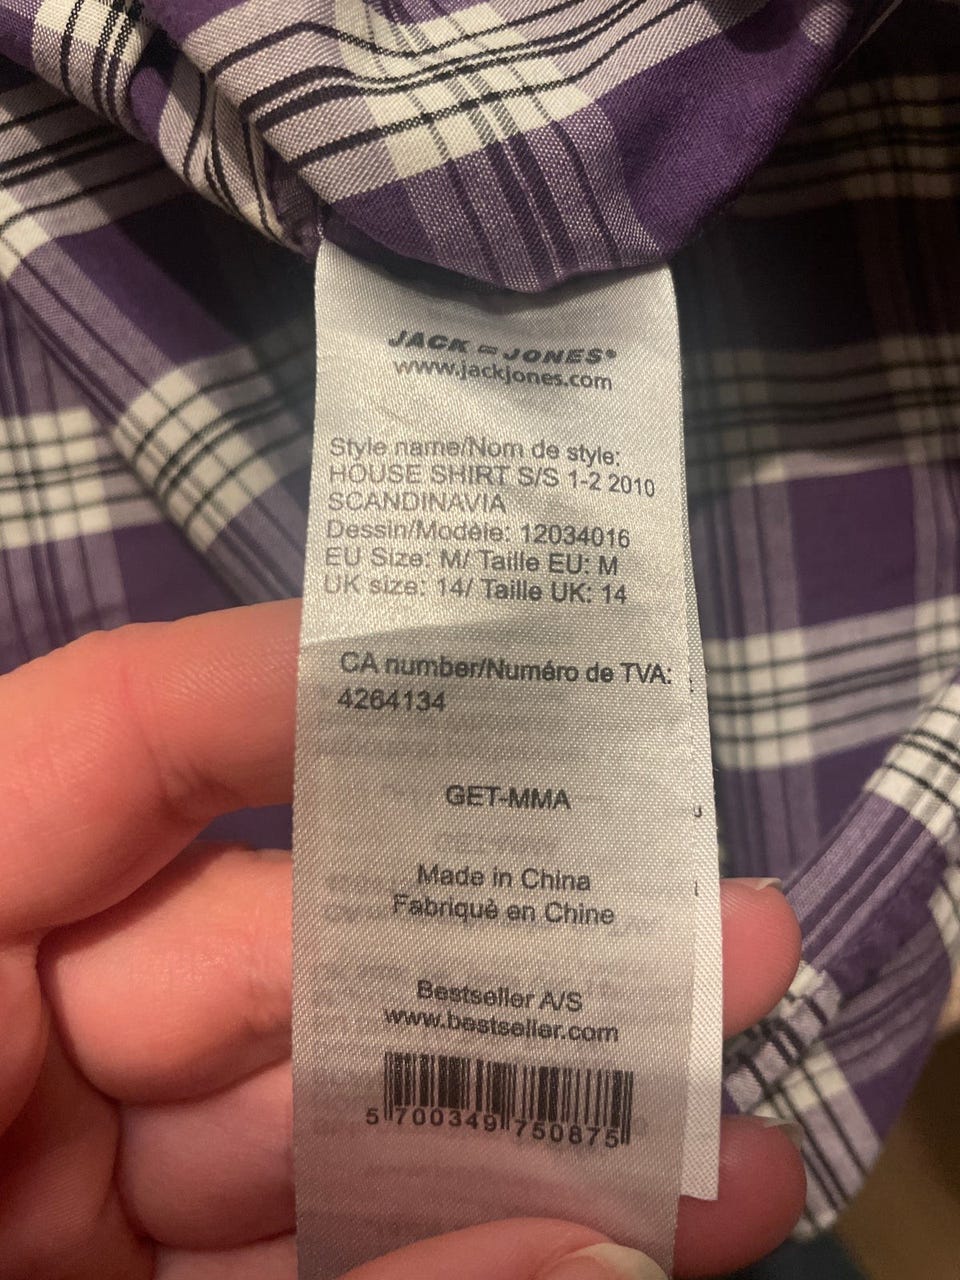 JACK = JONES®
www.jackjones.com
Style name/Nom de style:
HOUSE SHIRT S/S 1-2 2010
SCANDINAVIA
Dessin/Modéle: 12034016
EU Size: M/ Taille EU: M
UK size: 14/ Taille UK: 14
CA number/Numéro de TVA:
4264134
GET-MMA
Made in China
Fabriquè en Chine
Bestseller A/S
www.bestseller.com
5 700349 750875